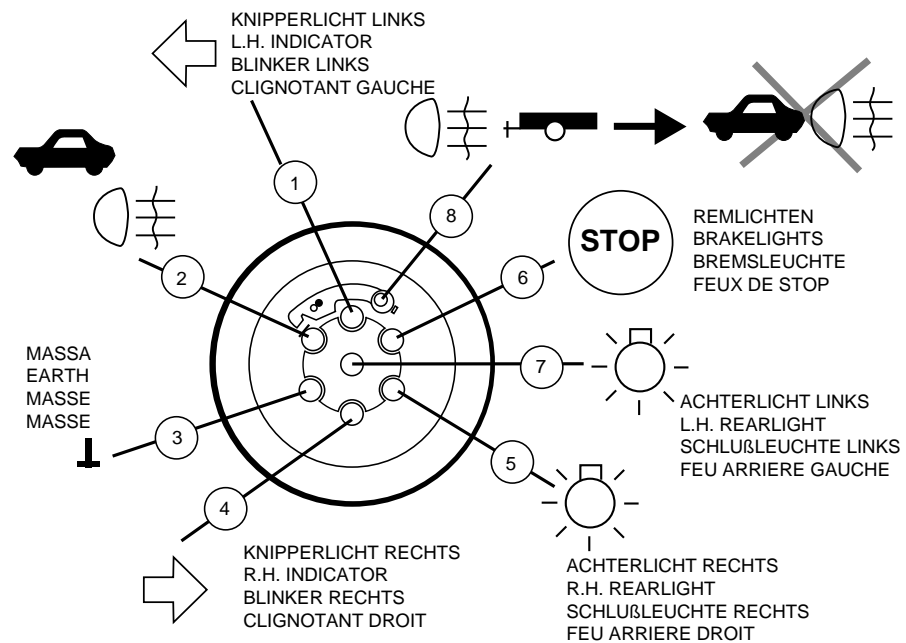 KNIPPERLICHT LINKS
L.H. INDICATOR
BLINKER LINKS
CLIGNOTANT GAUCHE
1
8
2
6
STOP
REMLICHTEN
BRAKELIGHTS
BREMSLEUCHTE
FEUX DE STOP
MASSA
EARTH
MASSE
MASSE
3
7
ACHTERLICHT LINKS
L.H. REARLIGHT
SCHLUßLEUCHTE LINKS
FEU ARRIERE GAUCHE
5
4
KNIPPERLICHT RECHTS
R.H. INDICATOR
BLINKER RECHTS
CLIGNOTANT DROIT
ACHTERLICHT RECHTS
R.H. REARLIGHT
SCHLUßLEUCHTE RECHTS
FEU ARRIERE DROIT